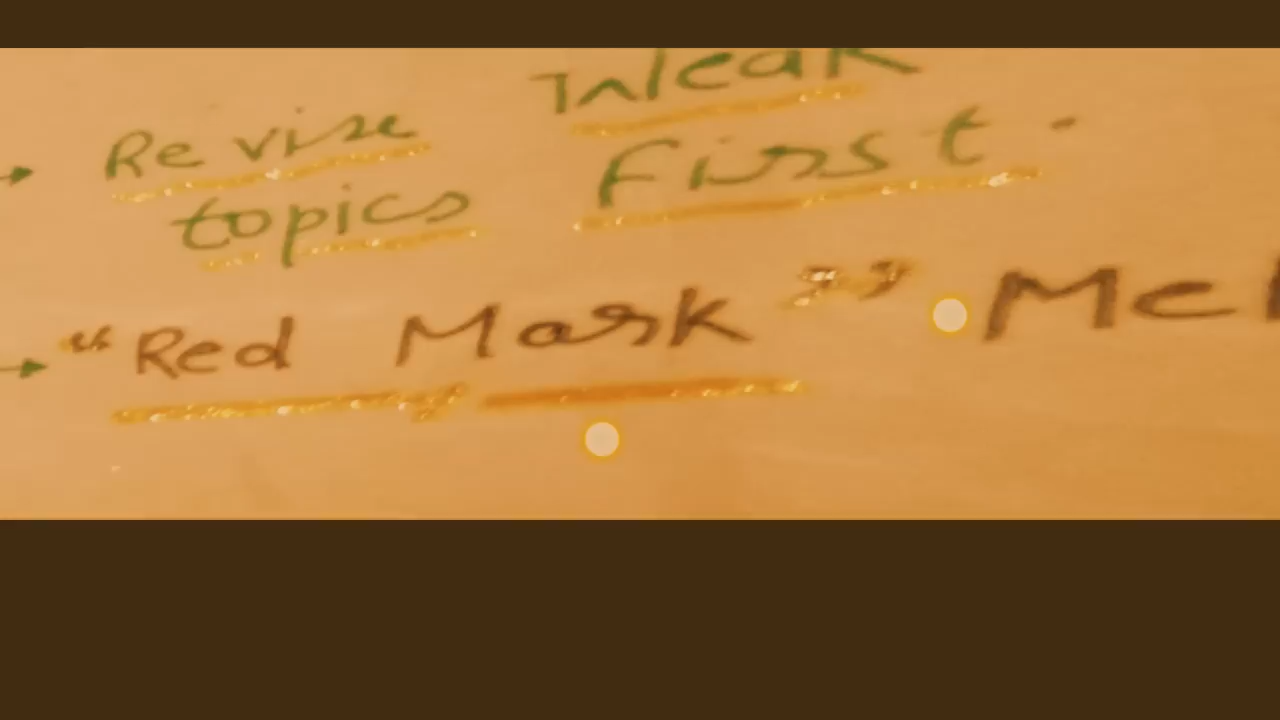 → Revise Weak
topics First.
→ "Red Mark"